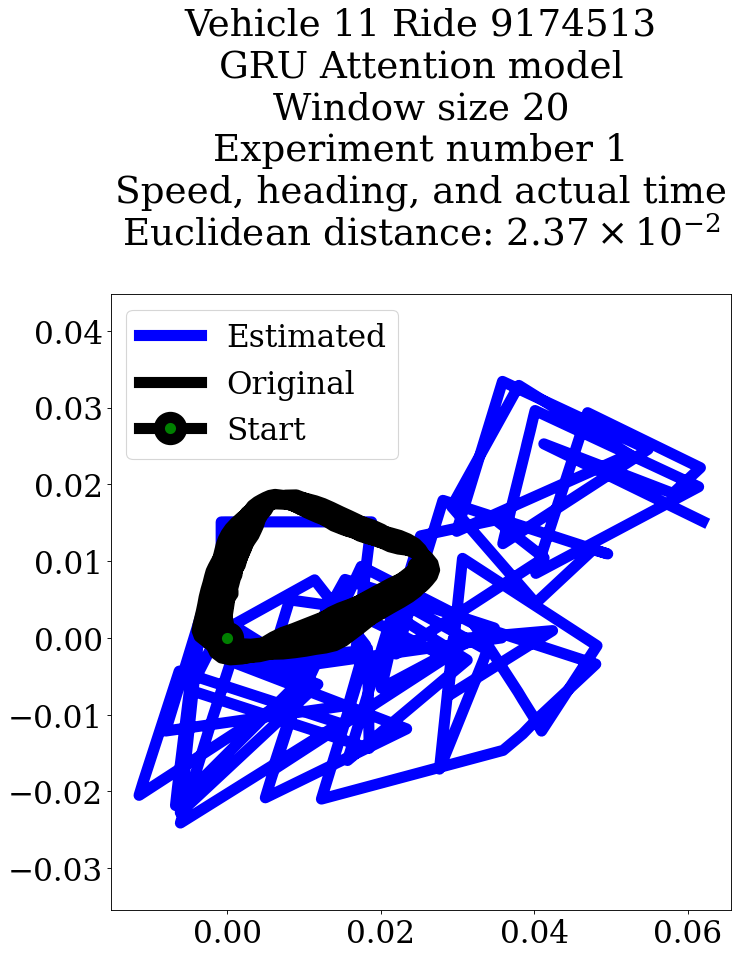 Vehicle 11 Ride 9174513
GRU Attention model
Window size 20
Experiment number 1
Speed, heading, and actual time
Euclidean distance: 2.37 × 10⁻²
Estimated
Original
Start
0.04
0.03
0.02
0.01
0.00
−0.01
−0.02
−0.03
0.00 0.02 0.04 0.06